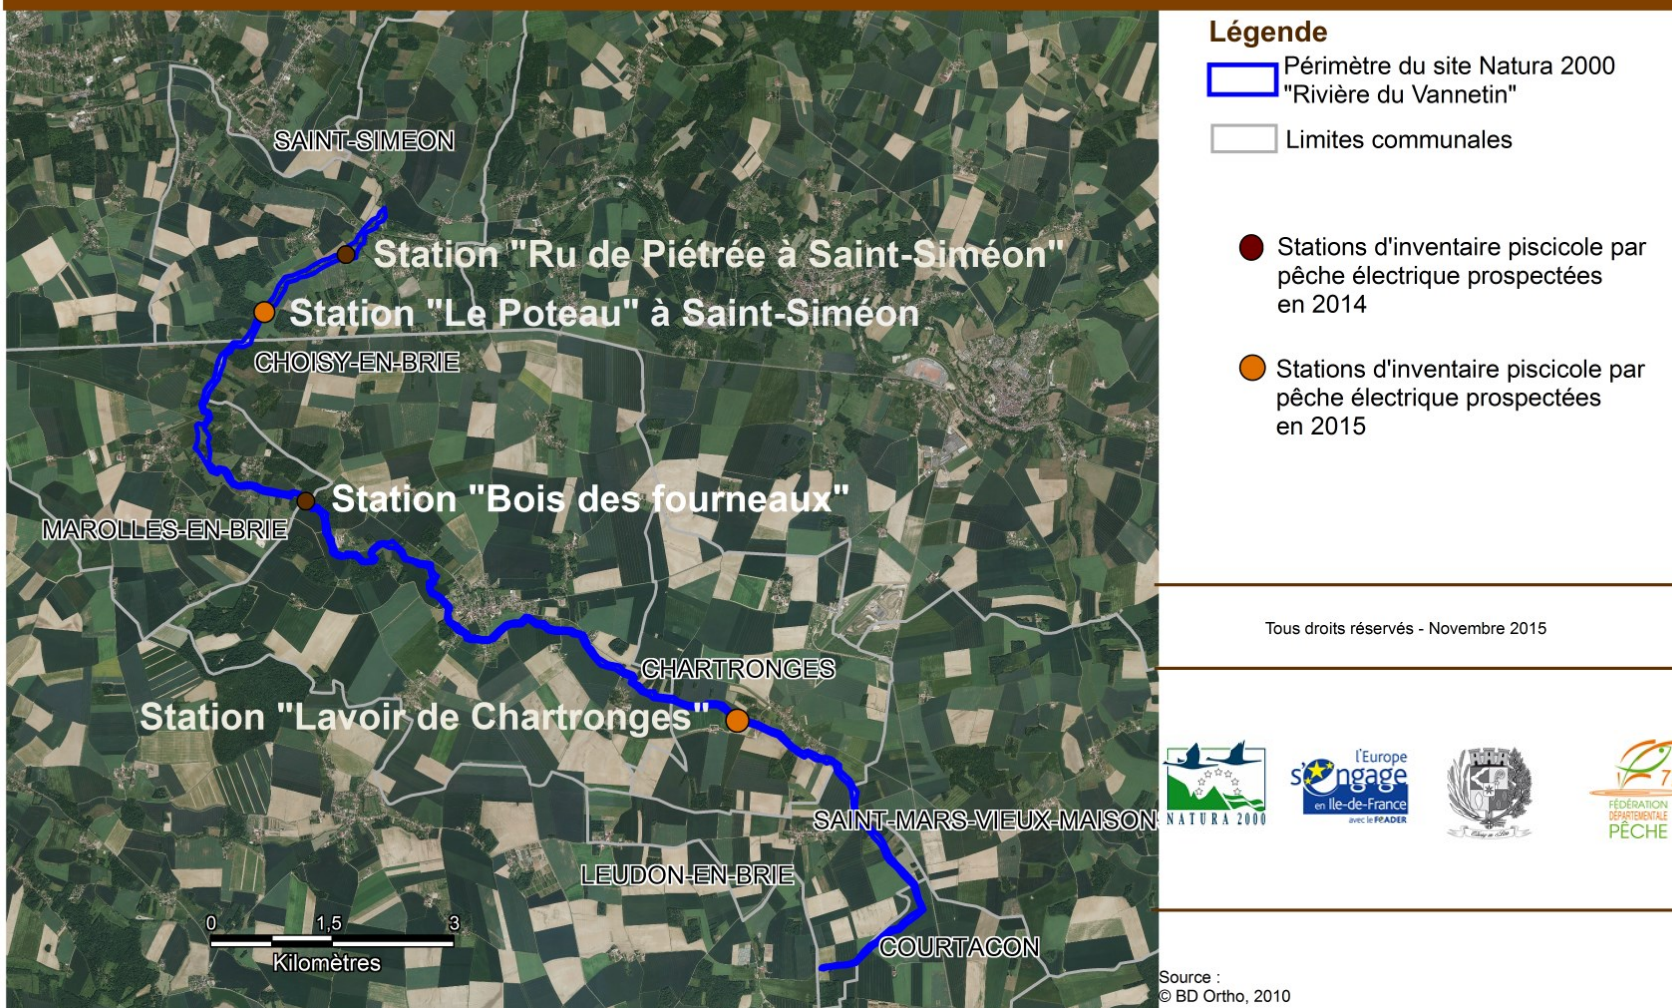 SAINT-SIMEON
Station "Ru de Piétrée à Saint-Siméon"
Station "Le Poteau" à Saint-Siméon
CHOISY-EN-BRIE
Station "Bois des fourneaux"
MAROLLES-EN-BRIE
CHARTRONGES
Station "Lavoir de Chartronges"
SAINT-MARS-VIEUX-MAISON
LEUDON-EN-BRIE
COURTACON
0 1,5 3
Kilomètres
Légende
Périmètre du site Natura 2000
"Rivière du Vannetin"
Limites communales
Stations d'inventaire piscicole par
pêche électrique prospectées
en 2014
Stations d'inventaire piscicole par
pêche électrique prospectées
en 2015
Tous droits réservés - Novembre 2015
NATURA 2000
l'Europe
s'engage
en Ile-de-France
avec le FEADER
7
FÉDÉRATION
DÉPARTEMENTALE
PÊCHE
Source :
© BD Ortho, 2010